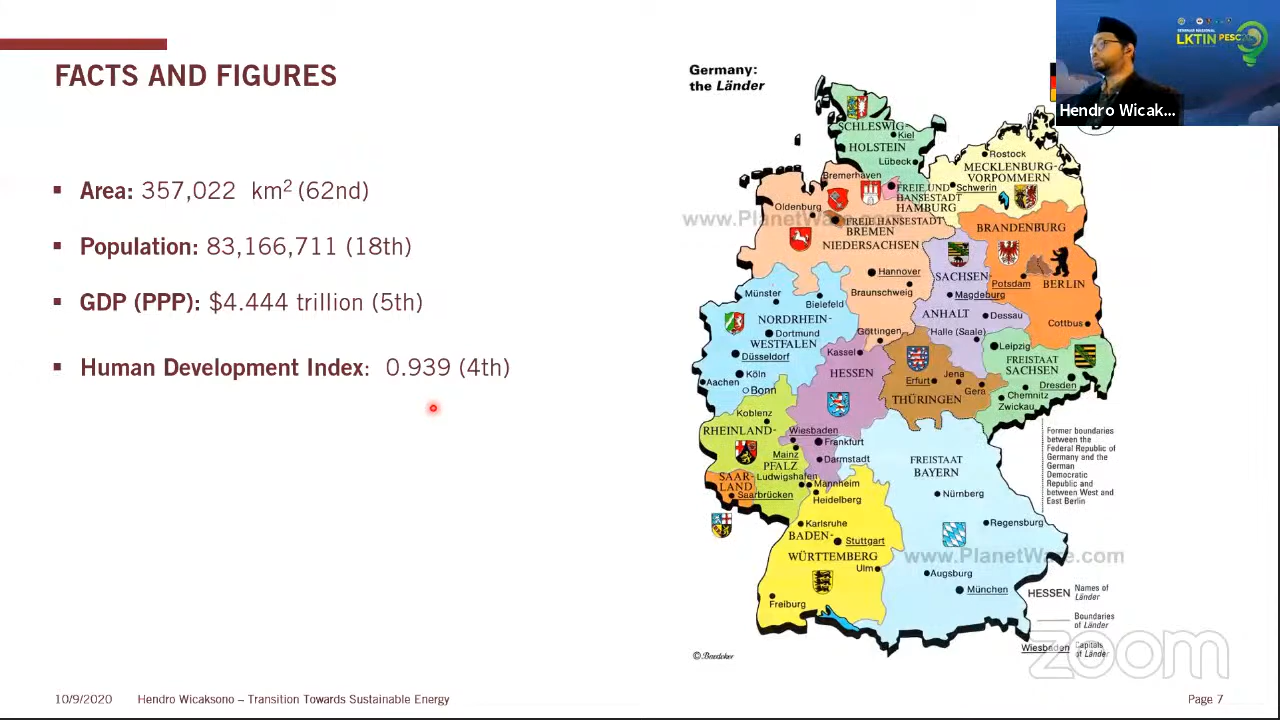 FACTS AND FIGURES
▪ Area: 357,022 km² (62nd)
▪ Population: 83,166,711 (18th)
▪ GDP (PPP): $4.444 trillion (5th)
▪ Human Development Index: 0.939 (4th)
Germany:
the Länder
SCHLESWIG-
Kiel
HOLSTEIN
Lübeck
Rostock
MECKLENBURG-
VORPOMMERN
Schwerin
Bremerhaven
FREIE UND
HANSESTADT
HAMBURG
Oldenburg
www.PlanetWare.com
FREIE HANSESTADT
BREMEN
NIEDERSACHSEN
BRANDENBURG
Hannover
Braunschweig
SACHSEN-
Magdeburg
ANHALT
Dessau
Halle (Saale)
Potsdam
BERLIN
Cottbus
Münster
Bielefeld
NORDRHEIN-
Dortmund
WESTFALEN
Düsseldorf
Köln
Aachen
Bonn
Göttingen
Kassel
HESSEN
Leipzig
FREISTAAT
SACHSEN
Dresden
Chemnitz
Zwickau
Erfurt
Jena
Gera
THÜRINGEN
Koblenz
RHEINLAND-
Wiesbaden
Frankfurt
Mainz
PFALZ
Darmstadt
SAAR-
LAND
Ludwigshafen
Mannheim
Saarbrücken
Heidelberg
FREISTAAT
BAYERN
Nürnberg
Regensburg
Karlsruhe
BADEN-
Stuttgart
WÜRTTEMBERG
Ulm
Freiburg
www.PlanetWare.com
Augsburg
München
Former boundaries
between the
Federal Republic of
Germany and the
German
Democratic
Republic and
between West and
East Berlin
HESSEN Names of
Länder
Boundaries
of Länder
Wiesbaden Capitals
of Länder
© Baedeker
zoom
SEMINAR NASIONAL
LKTIN PESC
Hendro Wicak...
10/9/2020 Hendro Wicaksono – Transition Towards Sustainable Energy Page 7